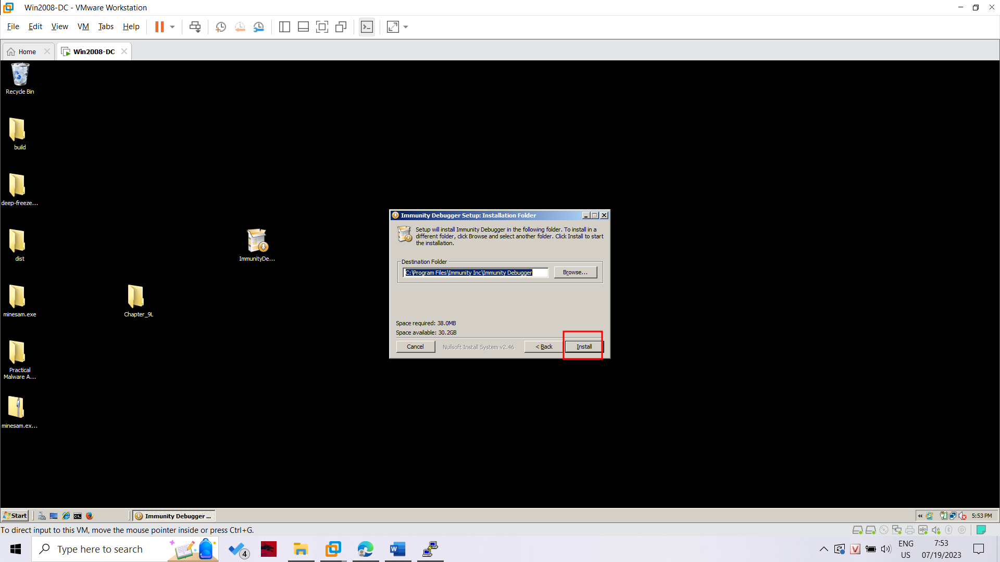 Win2008-DC - VMware Workstation
File Edit View VM Tabs Help
Home Win2008-DC
Recycle Bin
build
deep-freeze...
dist
minesam.exe
Practical
Malware A...
minesam.ex...
Chapter_9L
ImmunityDe...
Immunity Debugger Setup: Installation Folder
Setup will install Immunity Debugger in the following folder. To install in a
different folder, click Browse and select another folder. Click Install to start
the installation.
Destination Folder
C:\Program Files\Immunity Inc\Immunity Debugger Browse...
Space required: 38.0MB
Space available: 30.2GB
Cancel Nullsoft Install System v2.46 < Back Install
Start Immunity Debugger ... « 5:53 PM
To direct input to this VM, move the mouse pointer inside or press Ctrl+G.
Type here to search 4 ENG 7:53
US 07/19/2023